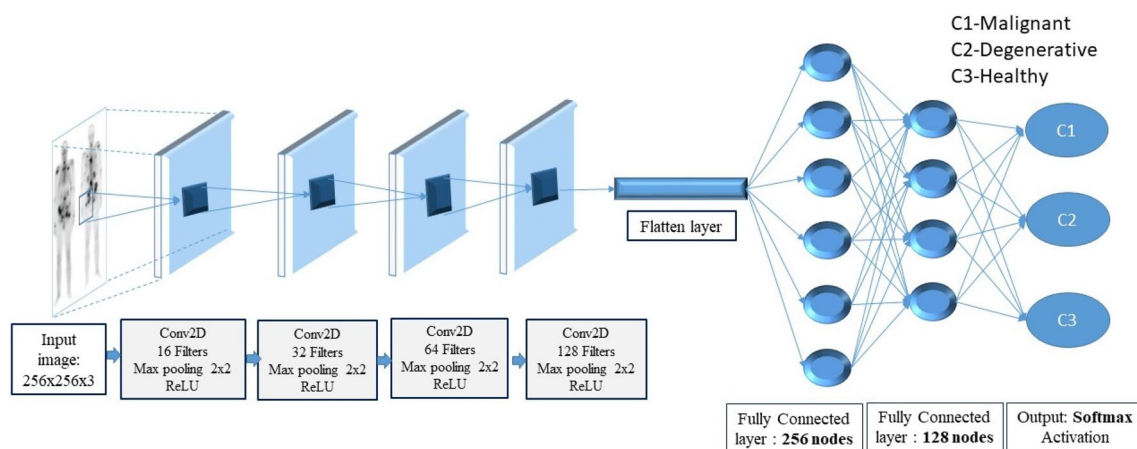 C1-Malignant
C2-Degenerative
C3-Healthy
C1
C2
C3
Flatten layer
Input
image:
256x256x3
Conv2D
16 Filters
Max pooling 2x2
ReLU
Conv2D
32 Filters
Max pooling 2x2
ReLU
Conv2D
64 Filters
Max pooling 2x2
ReLU
Conv2D
128 Filters
Max pooling 2x2
ReLU
Fully Connected
layer : 256 nodes
Fully Connected
layer : 128 nodes
Output: Softmax
Activation